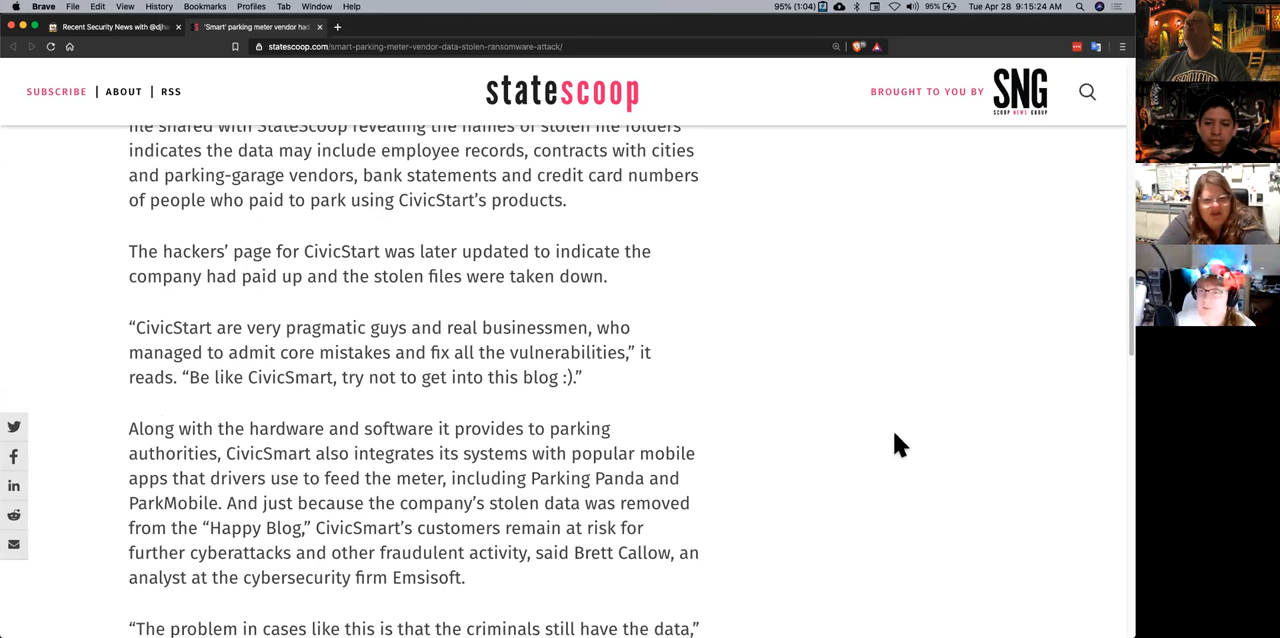 Brave File Edit View History Bookmarks Profiles Tab Window Help 95% (1:04) 95% Tue Apr 28 9:15:24 AM
Recent Security News with @djha × 'Smart' parking meter vendor hac × +
statescoop.com/smart-parking-meter-vendor-data-stolen-ransomware-attack/
SUBSCRIBE | ABOUT | RSS
statescoop
BROUGHT TO YOU BY SNG
SCOOP NEWS GROUP
file shared with StateScoop revealing the names of stolen file folders
indicates the data may include employee records, contracts with cities
and parking-garage vendors, bank statements and credit card numbers
of people who paid to park using CivicStart’s products.
The hackers’ page for CivicStart was later updated to indicate the
company had paid up and the stolen files were taken down.
“CivicStart are very pragmatic guys and real businessmen, who
managed to admit core mistakes and fix all the vulnerabilities,” it
reads. “Be like CivicSmart, try not to get into this blog :).”
Along with the hardware and software it provides to parking
authorities, CivicSmart also integrates its systems with popular mobile
apps that drivers use to feed the meter, including Parking Panda and
ParkMobile. And just because the company’s stolen data was removed
from the “Happy Blog,” CivicSmart’s customers remain at risk for
further cyberattacks and other fraudulent activity, said Brett Callow, an
analyst at the cybersecurity firm Emsisoft.
“The problem in cases like this is that the criminals still have the data,”